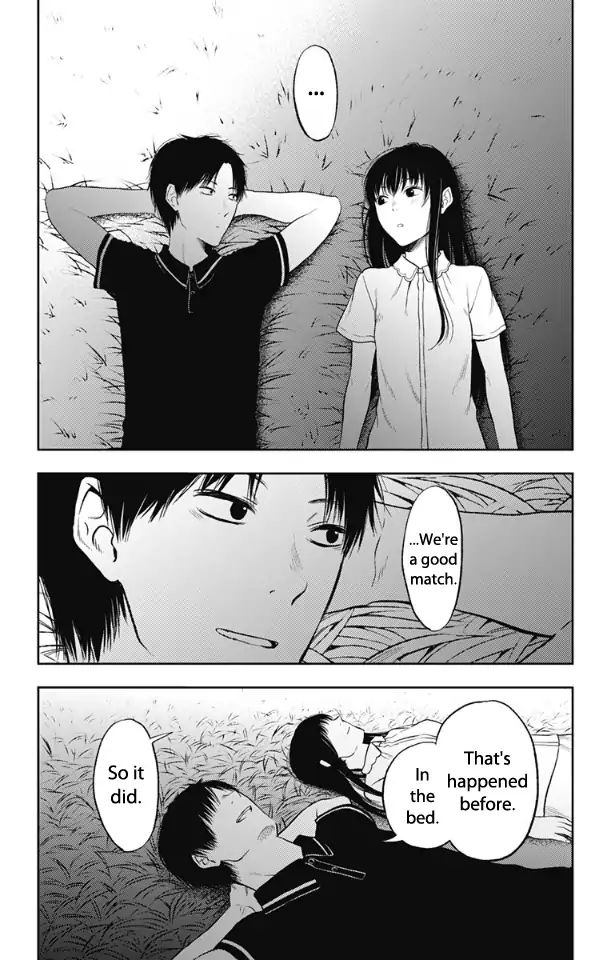 ...
...We're
a good
match.
That's
happened
before.
In
the
bed.
So it
did.